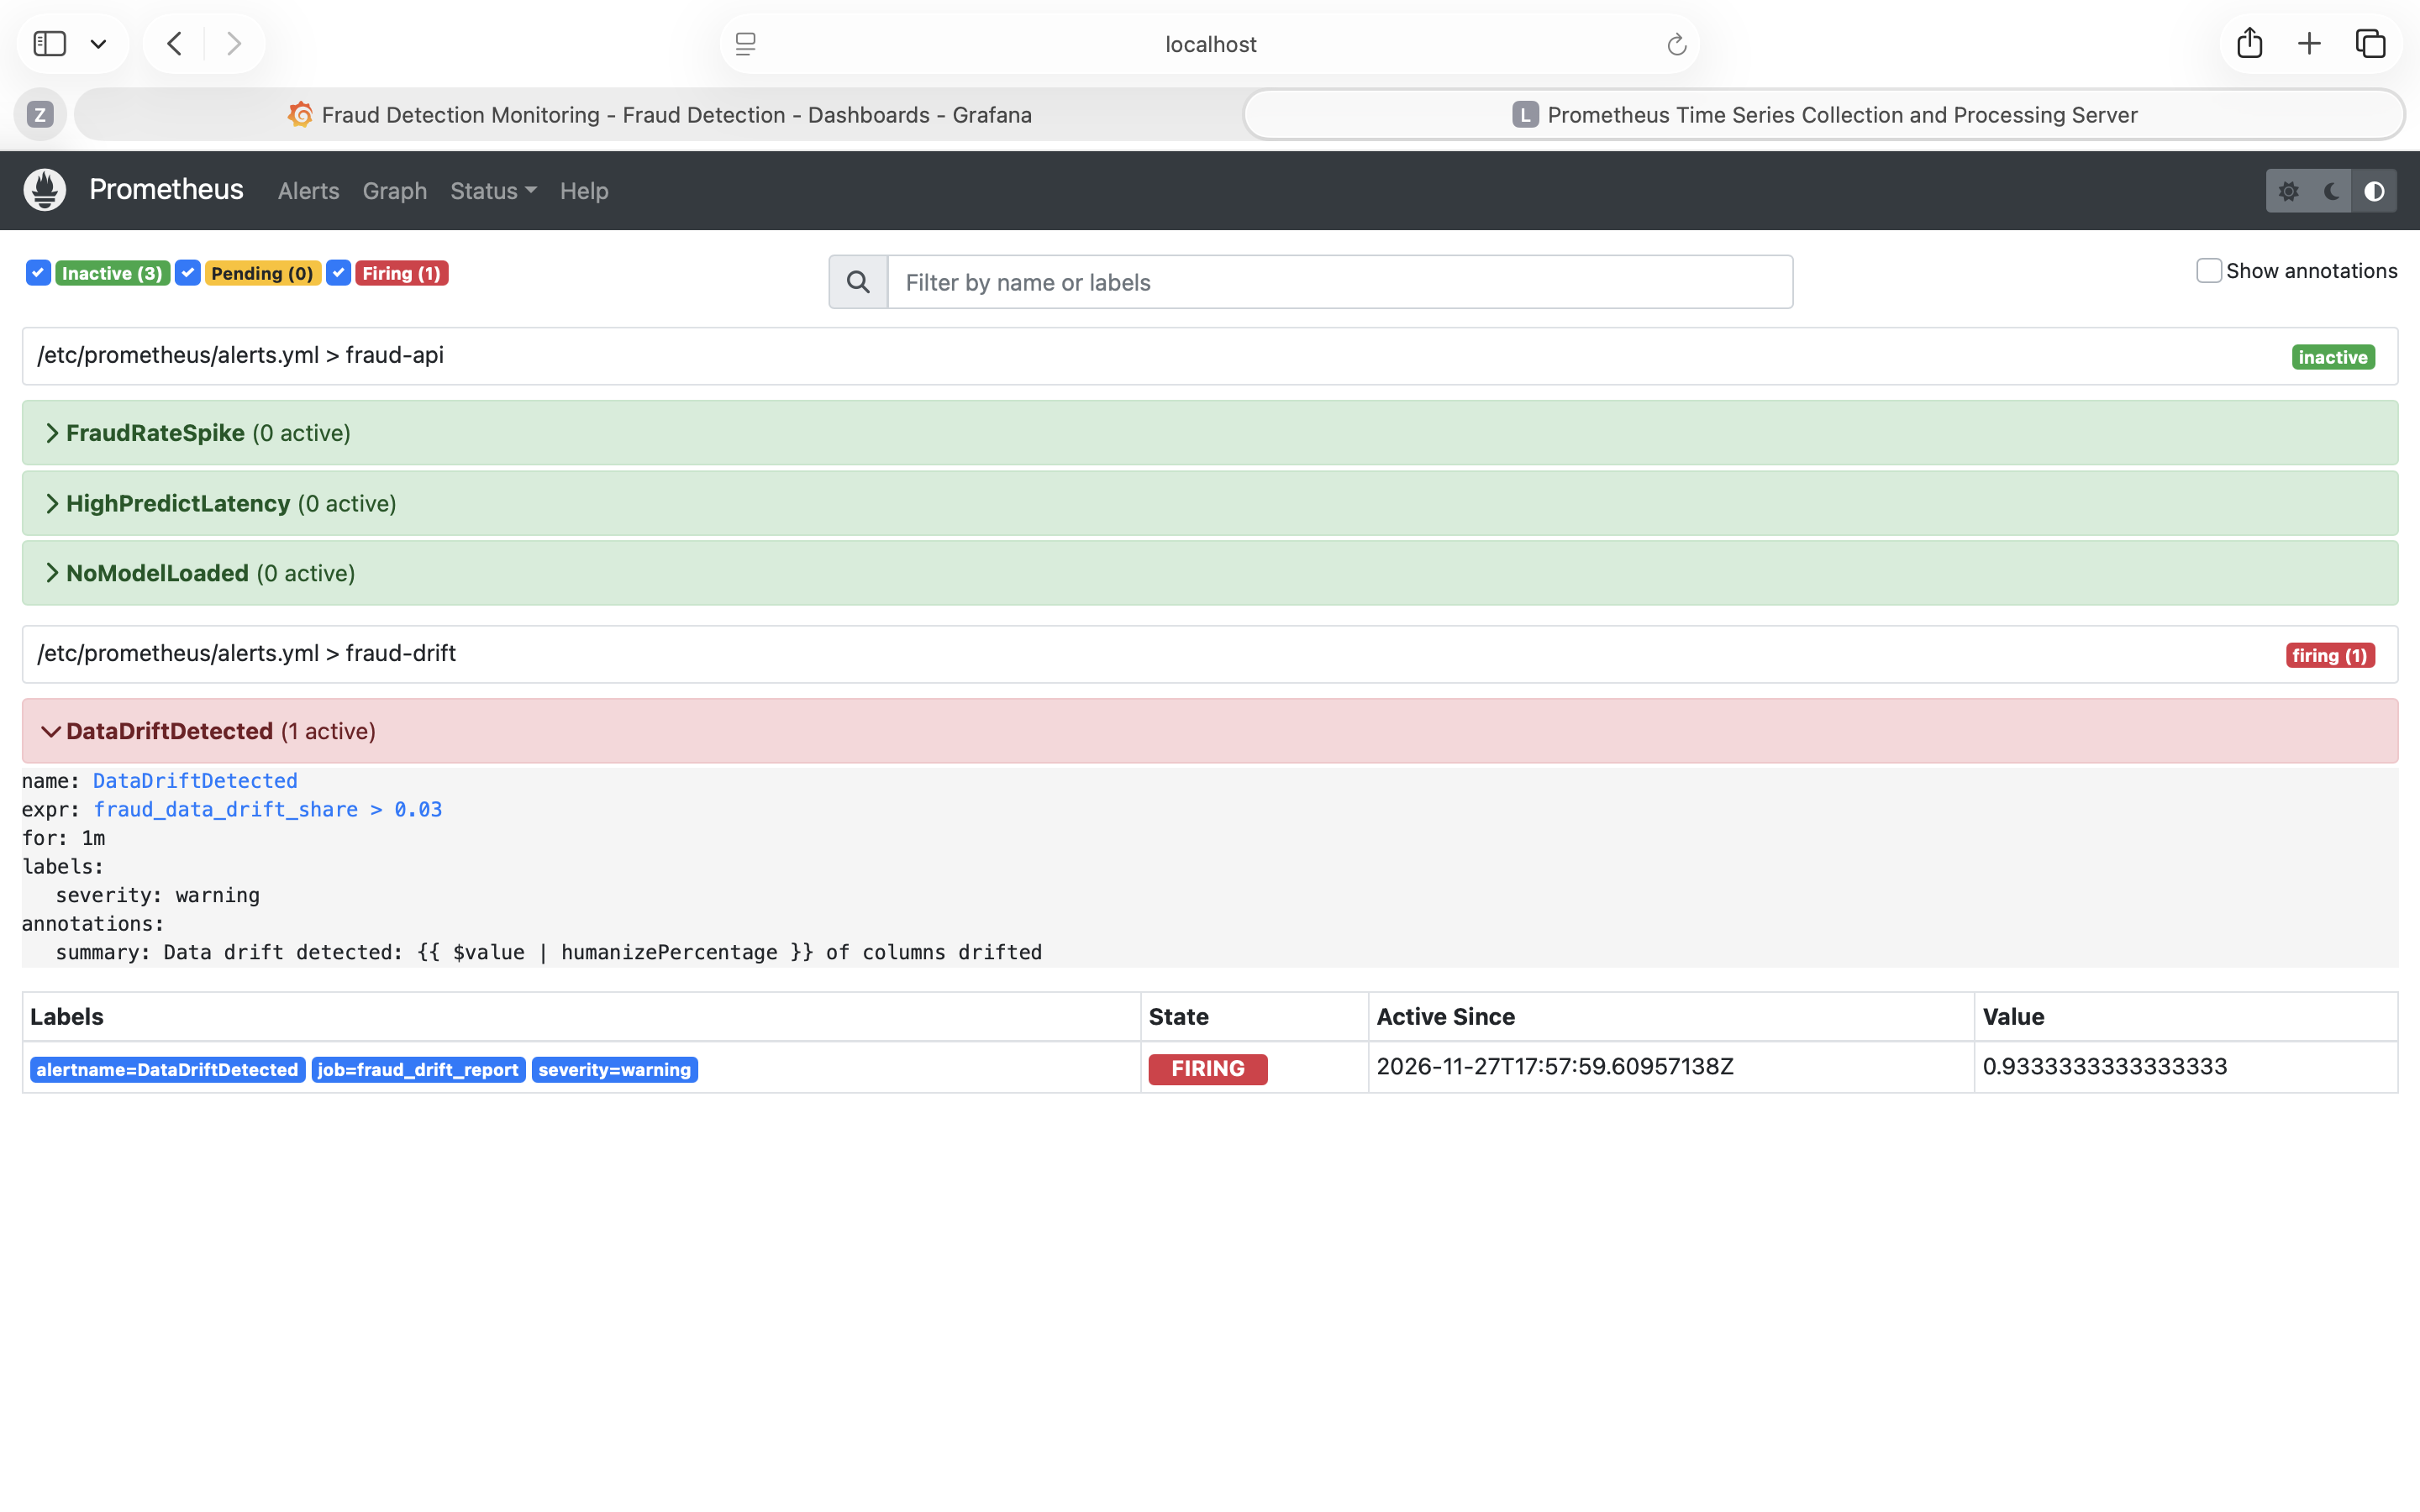 localhost
Z
Fraud Detection Monitoring - Fraud Detection - Dashboards - Grafana
L Prometheus Time Series Collection and Processing Server
Prometheus Alerts Graph Status Help
Inactive (3) Pending (0) Firing (1)
Filter by name or labels
Show annotations
/etc/prometheus/alerts.yml > fraud-api
inactive
FraudRateSpike (0 active)
HighPredictLatency (0 active)
NoModelLoaded (0 active)
/etc/prometheus/alerts.yml > fraud-drift
firing (1)
DataDriftDetected (1 active)
name: DataDriftDetected
expr: fraud_data_drift_share > 0.03
for: 1m
labels:
severity: warning
annotations:
summary: Data drift detected: {{ $value | humanizePercentage }} of columns drifted
Labels State Active Since Value
alertname=DataDriftDetected job=fraud_drift_report severity=warning FIRING 2026-11-27T17:57:59.60957138Z 0.9333333333333333